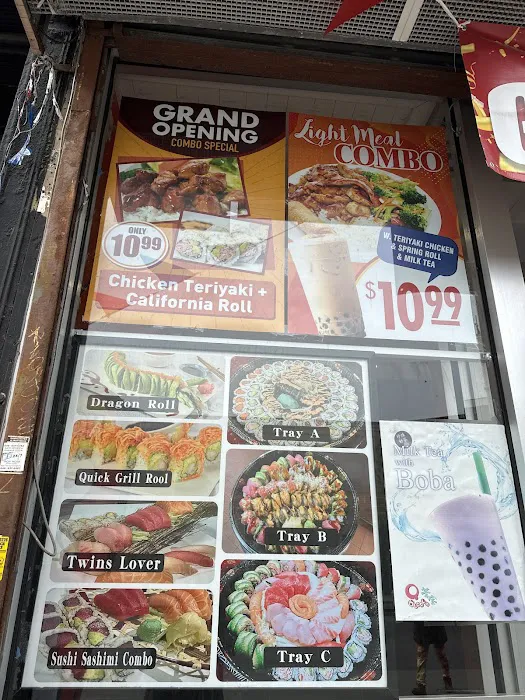 GRAND
OPENING
COMBO SPECIAL
ONLY
10.99
Chicken Teriyaki +
California Roll
Light Meal
COMBO
W. TERIYAKI CHICKEN
& SPRING ROLL
& MILK TEA
$10.99
Dragon Roll
Quick Grill Rool
Twins Lover
Sushi Sashimi Combo
Tray A
Tray B
Tray C
Milk Tea
with
Boba